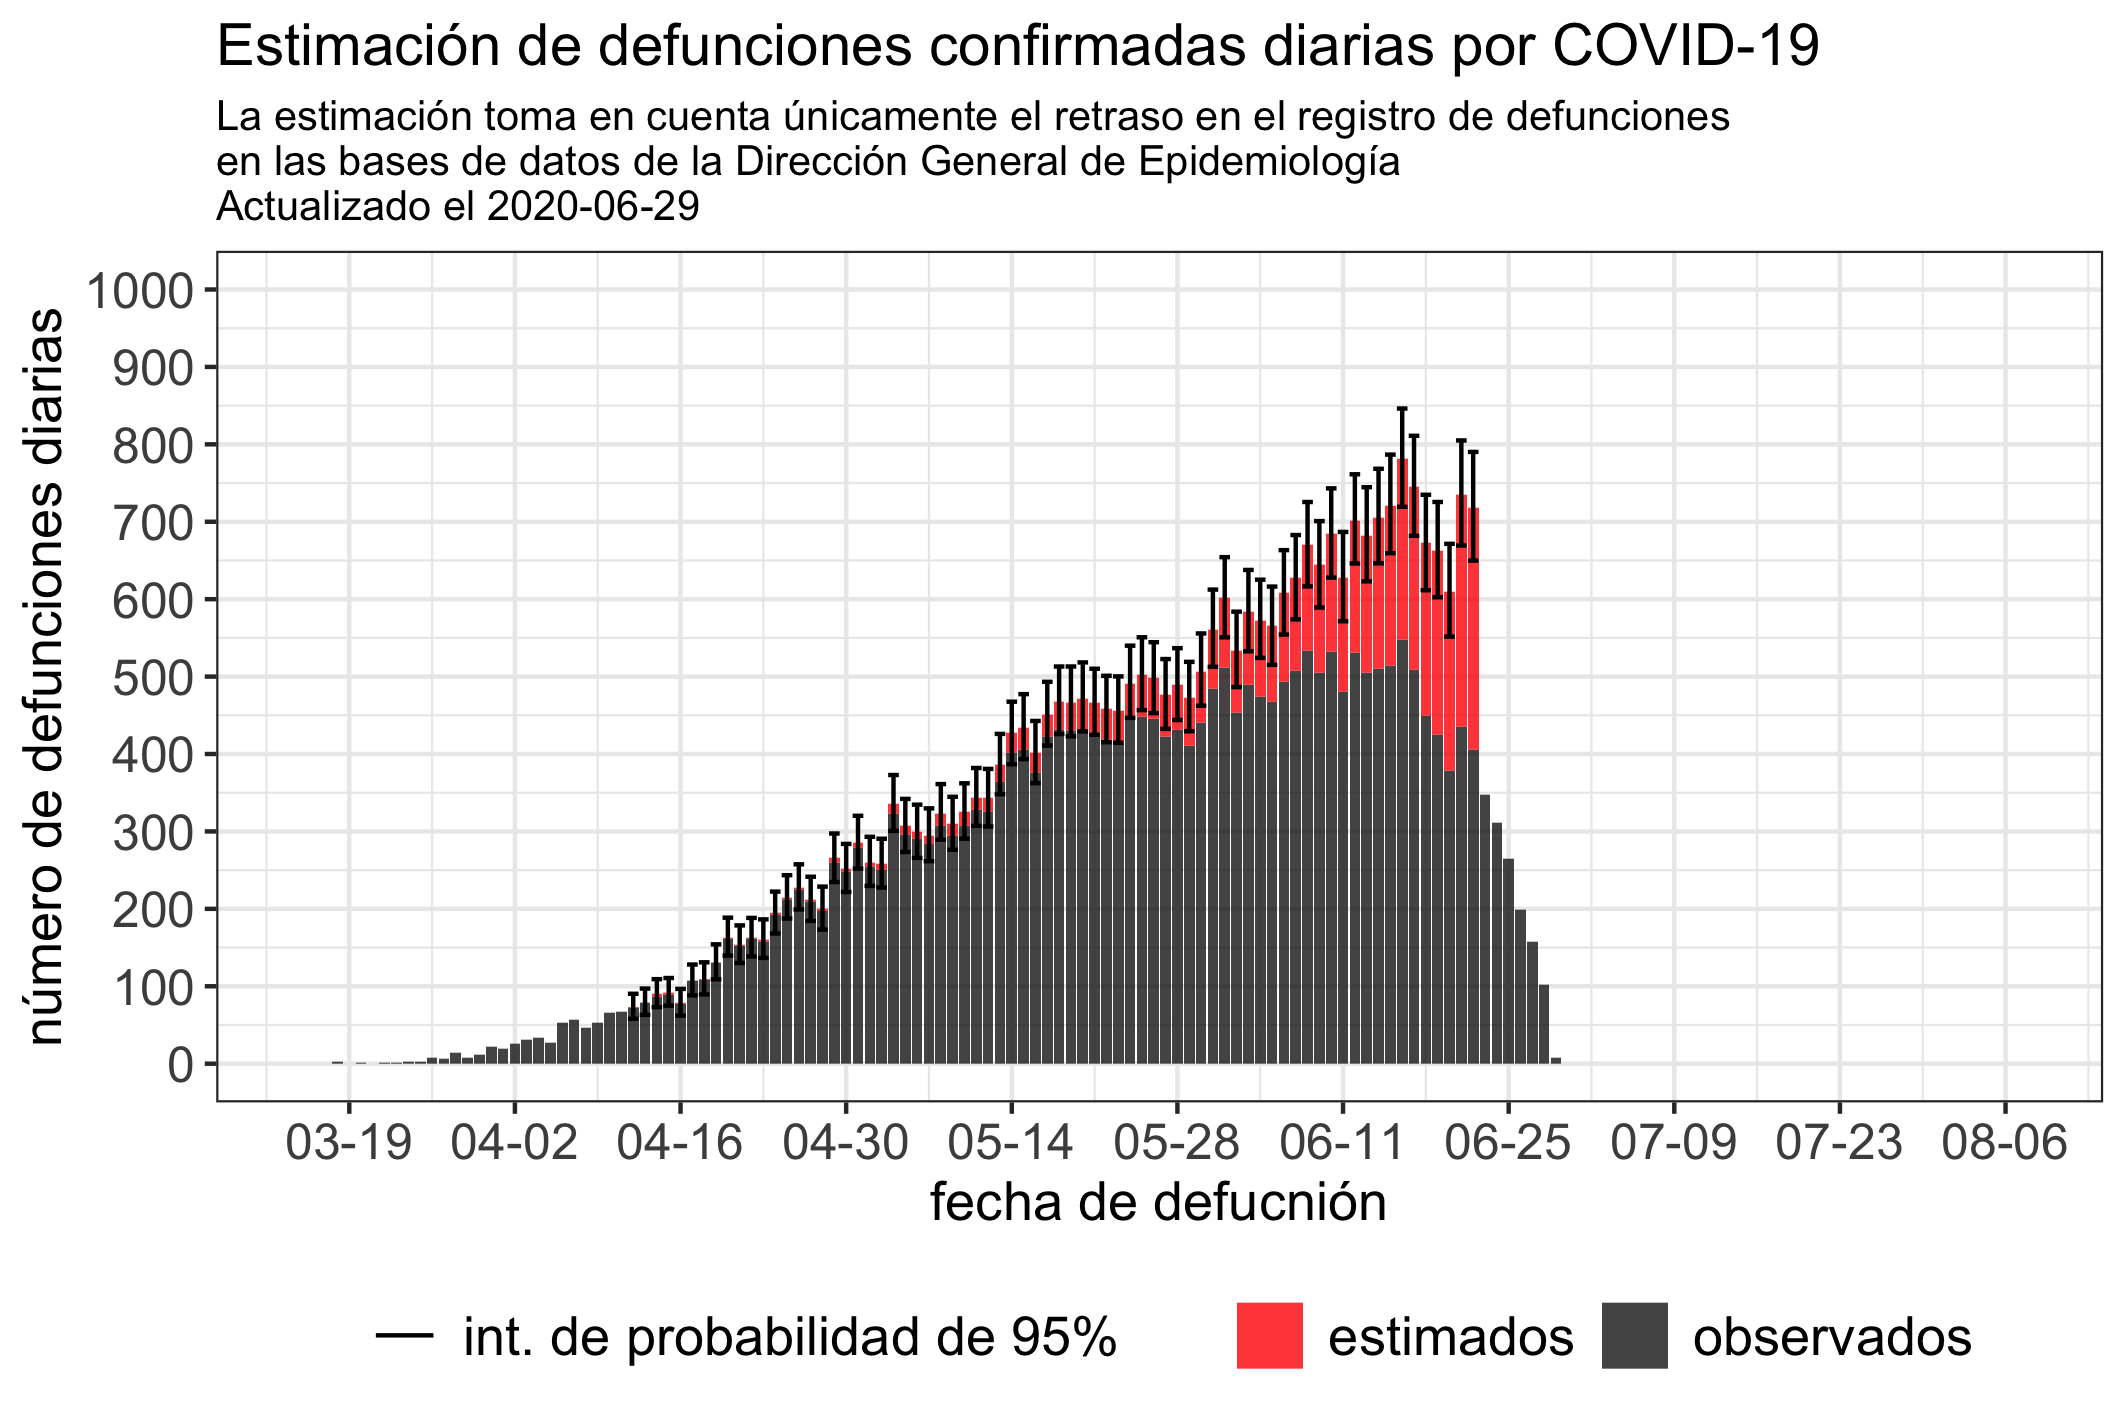 Estimación de defunciones confirmadas diarias por COVID-19
La estimación toma en cuenta únicamente el retraso en el registro de defunciones
en las bases de datos de la Dirección General de Epidemiología
Actualizado el 2020-06-29
número de defunciones diarias
1000
900
800
700
600
500
400
300
200
100
0
03-19 04-02 04-16 04-30 05-14 05-28 06-11 06-25 07-09 07-23 08-06
fecha de defucnión
int. de probabilidad de 95% estimados observados